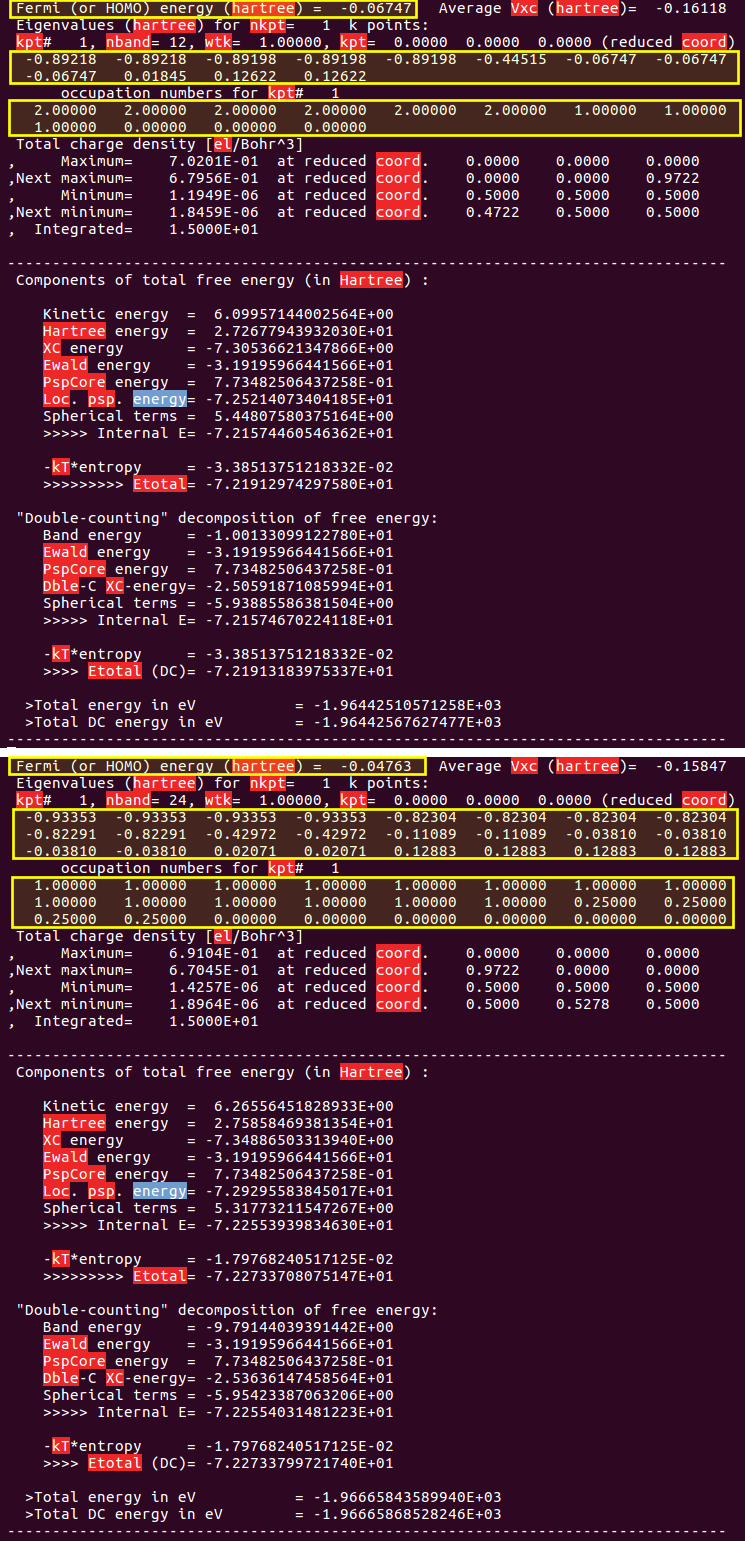 Fermi (or HOMO) energy (hartree) =  -0.06747   Average Vxc (hartree)=  -0.16118
Eigenvalues (hartree) for nkpt=   1  k points:
kpt#   1, nband= 12, wtk=  1.00000, kpt=  0.0000  0.0000  0.0000 (reduced coord)
-0.89218  -0.89218  -0.89198  -0.89198  -0.89198  -0.44515  -0.06747  -0.06747
-0.06747   0.01845   0.12622   0.12622
occupation numbers for kpt#   1
2.00000   2.00000   2.00000   2.00000   2.00000   2.00000   1.00000   1.00000
1.00000   0.00000   0.00000   0.00000
Total charge density [el/Bohr^3]
,     Maximum=    7.0201E-01  at reduced coord.    0.0000    0.0000    0.0000
,Next maximum=    6.7956E-01  at reduced coord.    0.0000    0.0000    0.9722
,     Minimum=    1.1949E-06  at reduced coord.    0.5000    0.5000    0.5000
,Next minimum=    1.8459E-06  at reduced coord.    0.4722    0.5000    0.5000
,  Integrated=    1.5000E+01
--------------------------------------------------------------------------------
Components of total free energy (in Hartree) :
Kinetic energy  =  6.09957144002564E+00
Hartree energy  =  2.72677943932030E+01
XC energy       = -7.30536621347866E+00
Ewald energy    = -3.19195966441566E+01
PspCore energy  =  7.73482506437258E-01
Loc. psp. energy= -7.25214073404185E+01
Spherical terms =  5.44807580375164E+00
>>>>> Internal E= -7.21574460546362E+01
-kT*entropy     = -3.38513751218332E-02
>>>>>>>>> Etotal= -7.21912974297580E+01
"Double-counting" decomposition of free energy:
Band energy     = -1.00133099122780E+01
Ewald energy    = -3.19195966441566E+01
PspCore energy  =  7.73482506437258E-01
Dble-C XC-energy= -2.50591871085994E+01
Spherical terms = -5.93885586381504E+00
>>>>> Internal E= -7.21574670224118E+01
-kT*entropy     = -3.38513751218332E-02
>>>> Etotal (DC)= -7.21913183975337E+01
>Total energy in eV           = -1.96442510571258E+03
>Total DC energy in eV        = -1.96442567627477E+03
--------------------------------------------------------------------------------
Fermi (or HOMO) energy (hartree) =  -0.04763   Average Vxc (hartree)=  -0.15847
Eigenvalues (hartree) for nkpt=   1  k points:
kpt#   1, nband= 24, wtk=  1.00000, kpt=  0.0000  0.0000  0.0000 (reduced coord)
-0.93353  -0.93353  -0.93353  -0.93353  -0.82304  -0.82304  -0.82304  -0.82304
-0.82291  -0.82291  -0.42972  -0.42972  -0.11089  -0.11089  -0.03810  -0.03810
-0.03810  -0.03810   0.02071   0.02071   0.12883   0.12883   0.12883   0.12883
occupation numbers for kpt#   1
1.00000   1.00000   1.00000   1.00000   1.00000   1.00000   1.00000   1.00000
1.00000   1.00000   1.00000   1.00000   1.00000   1.00000   0.25000   0.25000
0.25000   0.25000   0.00000   0.00000   0.00000   0.00000   0.00000   0.00000
Total charge density [el/Bohr^3]
,     Maximum=    6.9104E-01  at reduced coord.    0.0000    0.0000    0.0000
,Next maximum=    6.7045E-01  at reduced coord.    0.9722    0.0000    0.0000
,     Minimum=    1.4257E-06  at reduced coord.    0.5000    0.5000    0.5000
,Next minimum=    1.8964E-06  at reduced coord.    0.5000    0.5278    0.5000
,  Integrated=    1.5000E+01
--------------------------------------------------------------------------------
Components of total free energy (in Hartree) :
Kinetic energy  =  6.26556451828933E+00
Hartree energy  =  2.75858469381354E+01
XC energy       = -7.34886503313940E+00
Ewald energy    = -3.19195966441566E+01
PspCore energy  =  7.73482506437258E-01
Loc. psp. energy= -7.29295583845017E+01
Spherical terms =  5.31773211547267E+00
>>>>> Internal E= -7.22553939834630E+01
-kT*entropy     = -1.79768240517125E-02
>>>>>>>>> Etotal= -7.22733708075147E+01
"Double-counting" decomposition of free energy:
Band energy     = -9.79144039391442E+00
Ewald energy    = -3.19195966441566E+01
PspCore energy  =  7.73482506437258E-01
Dble-C XC-energy= -2.53636147458564E+01
Spherical terms = -5.95423387063206E+00
>>>>> Internal E= -7.22554031481223E+01
-kT*entropy     = -1.79768240517125E-02
>>>> Etotal (DC)= -7.22733799721740E+01
>Total energy in eV           = -1.96665843589940E+03
>Total DC energy in eV        = -1.96665868528246E+03
--------------------------------------------------------------------------------